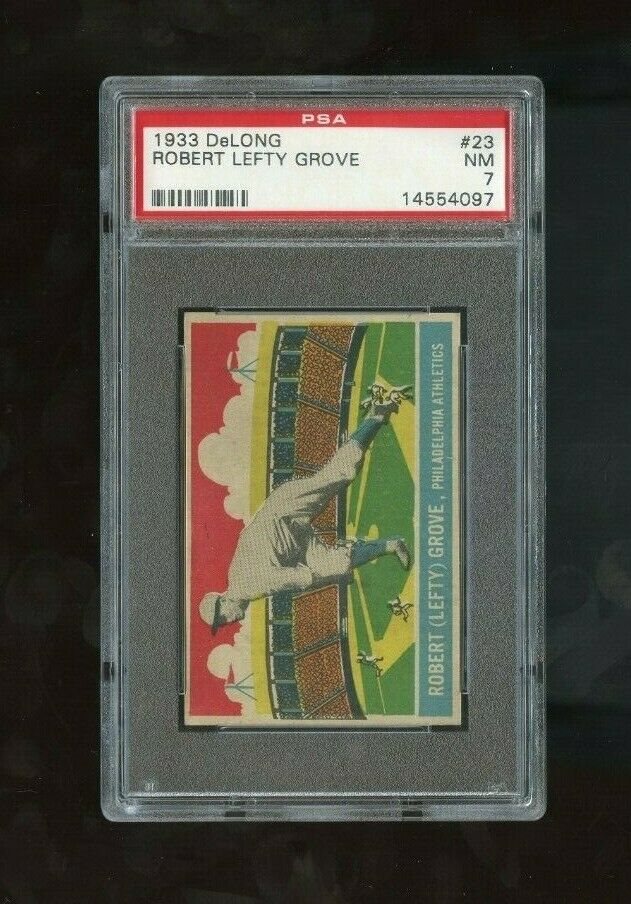 PSA
1933 DeLONG #23
ROBERT LEFTY GROVE NM
7
14554097
ROBERT (LEFTY) GROVE, PHILADELPHIA ATHLETICS